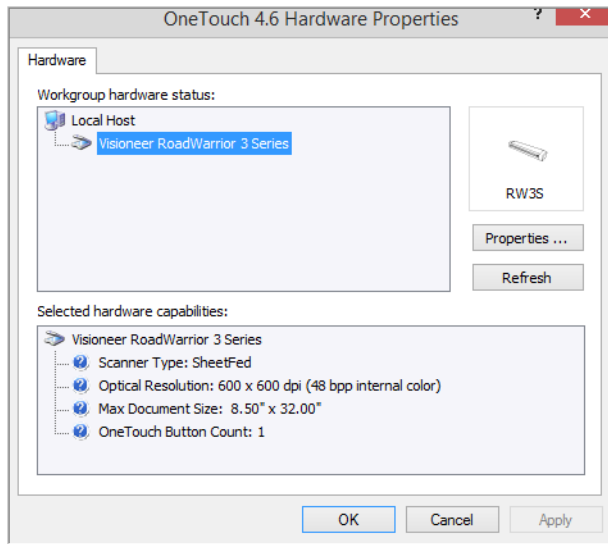 OneTouch 4.6 Hardware Properties
?
Hardware
Workgroup hardware status:
Local Host
Visioneer RoadWarrior 3 Series
RW3S
Properties ...
Refresh
Selected hardware capabilities:
Visioneer RoadWarrior 3 Series
Scanner Type: SheetFed
Optical Resolution: 600 x 600 dpi (48 bpp internal color)
Max Document Size:  8.50" x 32.00"
OneTouch Button Count: 1
OK Cancel Apply